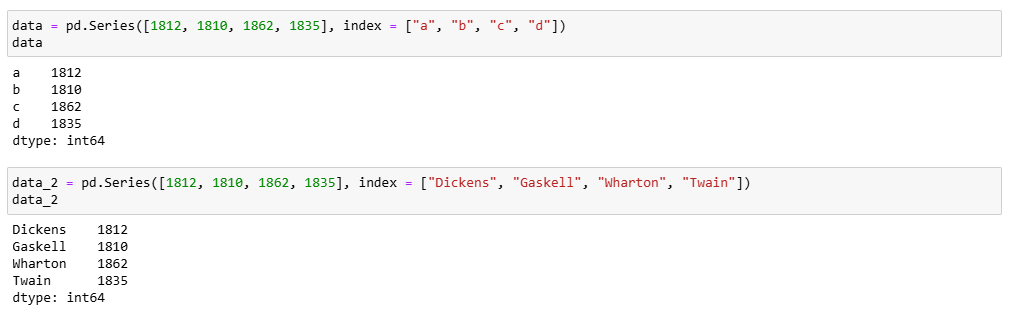 data = pd.Series([1812, 1810, 1862, 1835], index = ["a", "b", "c", "d"])
data
a    1812
b    1810
c    1862
d    1835
dtype: int64
data_2 = pd.Series([1812, 1810, 1862, 1835], index = ["Dickens", "Gaskell", "Wharton", "Twain"])
data_2
Dickens    1812
Gaskell    1810
Wharton    1862
Twain      1835
dtype: int64